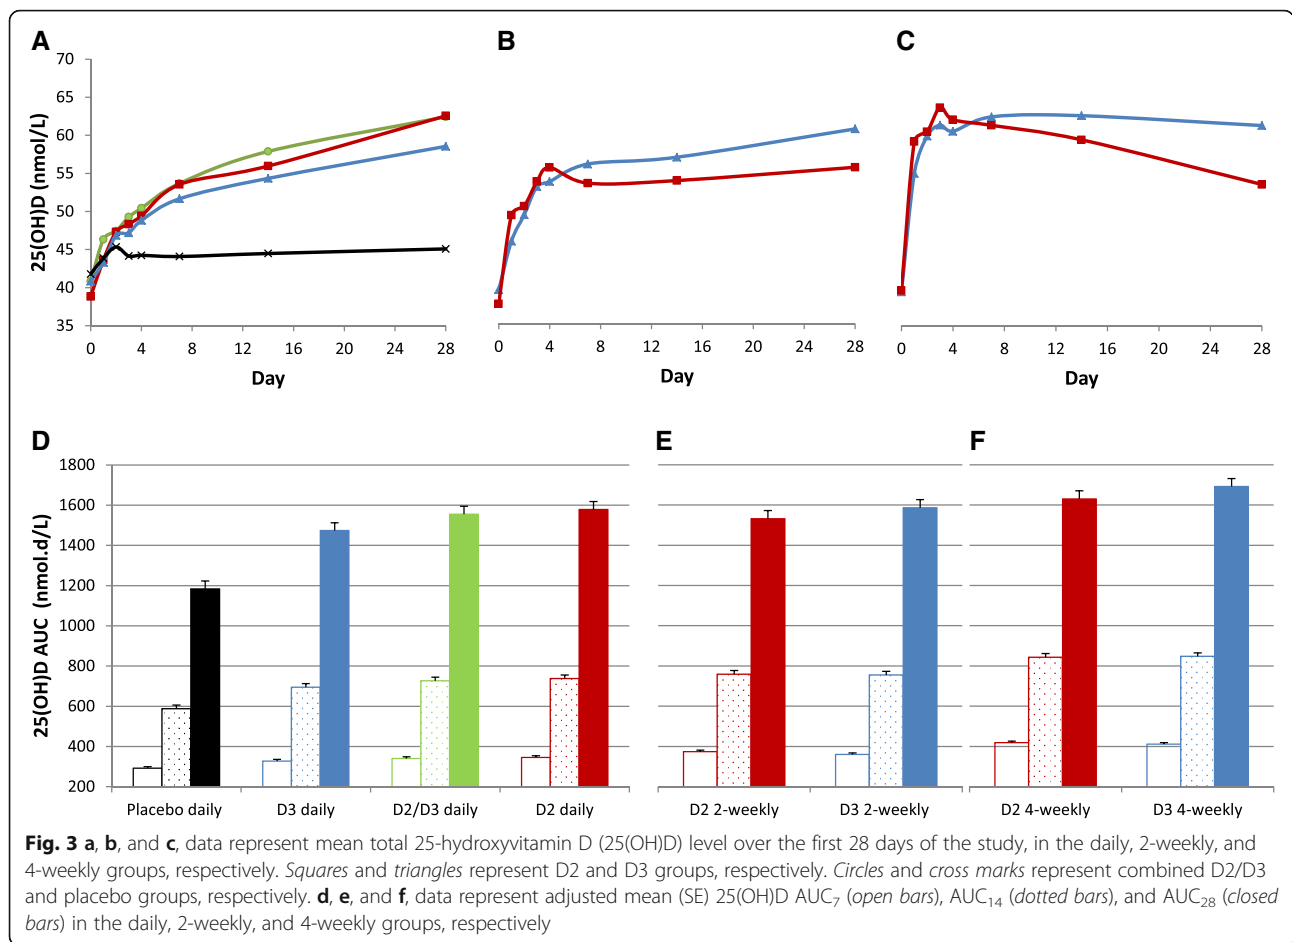 A B C
70
65
60
55
50
45
40
35
25(OH)D (nmol/L)
0 4 8 12 16 20 24 28
Day
0 4 8 12 16 20 24 28
Day
0 4 8 12 16 20 24 28
Day
D E F
1800
1600
1400
1200
1000
800
600
400
200
25(OH)D AUC (nmol.d/L)
Placebo daily D3 daily D2/D3 daily D2 daily
D2 2-weekly D3 2-weekly
D2 4-weekly D3 4-weekly
Fig. 3 a, b, and c, data represent mean total 25-hydroxyvitamin D (25(OH)D) level over the first 28 days of the study, in the daily, 2-weekly, and
4-weekly groups, respectively. Squares and triangles represent D2 and D3 groups, respectively. Circles and cross marks represent combined D2/D3
and placebo groups, respectively. d, e, and f, data represent adjusted mean (SE) 25(OH)D AUC7 (open bars), AUC14 (dotted bars), and AUC28 (closed
bars) in the daily, 2-weekly, and 4-weekly groups, respectively